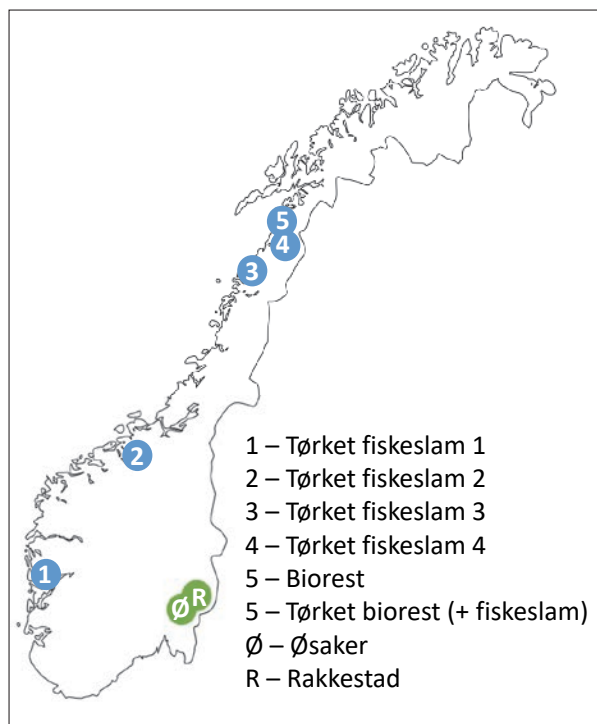 5
4
3
2
1
Ø R
1 – Tørket fiskeslam 1
2 – Tørket fiskeslam 2
3 – Tørket fiskeslam 3
4 – Tørket fiskeslam 4
5 – Biorest
5 – Tørket biorest (+ fiskeslam)
Ø – Øsaker
R – Rakkestad